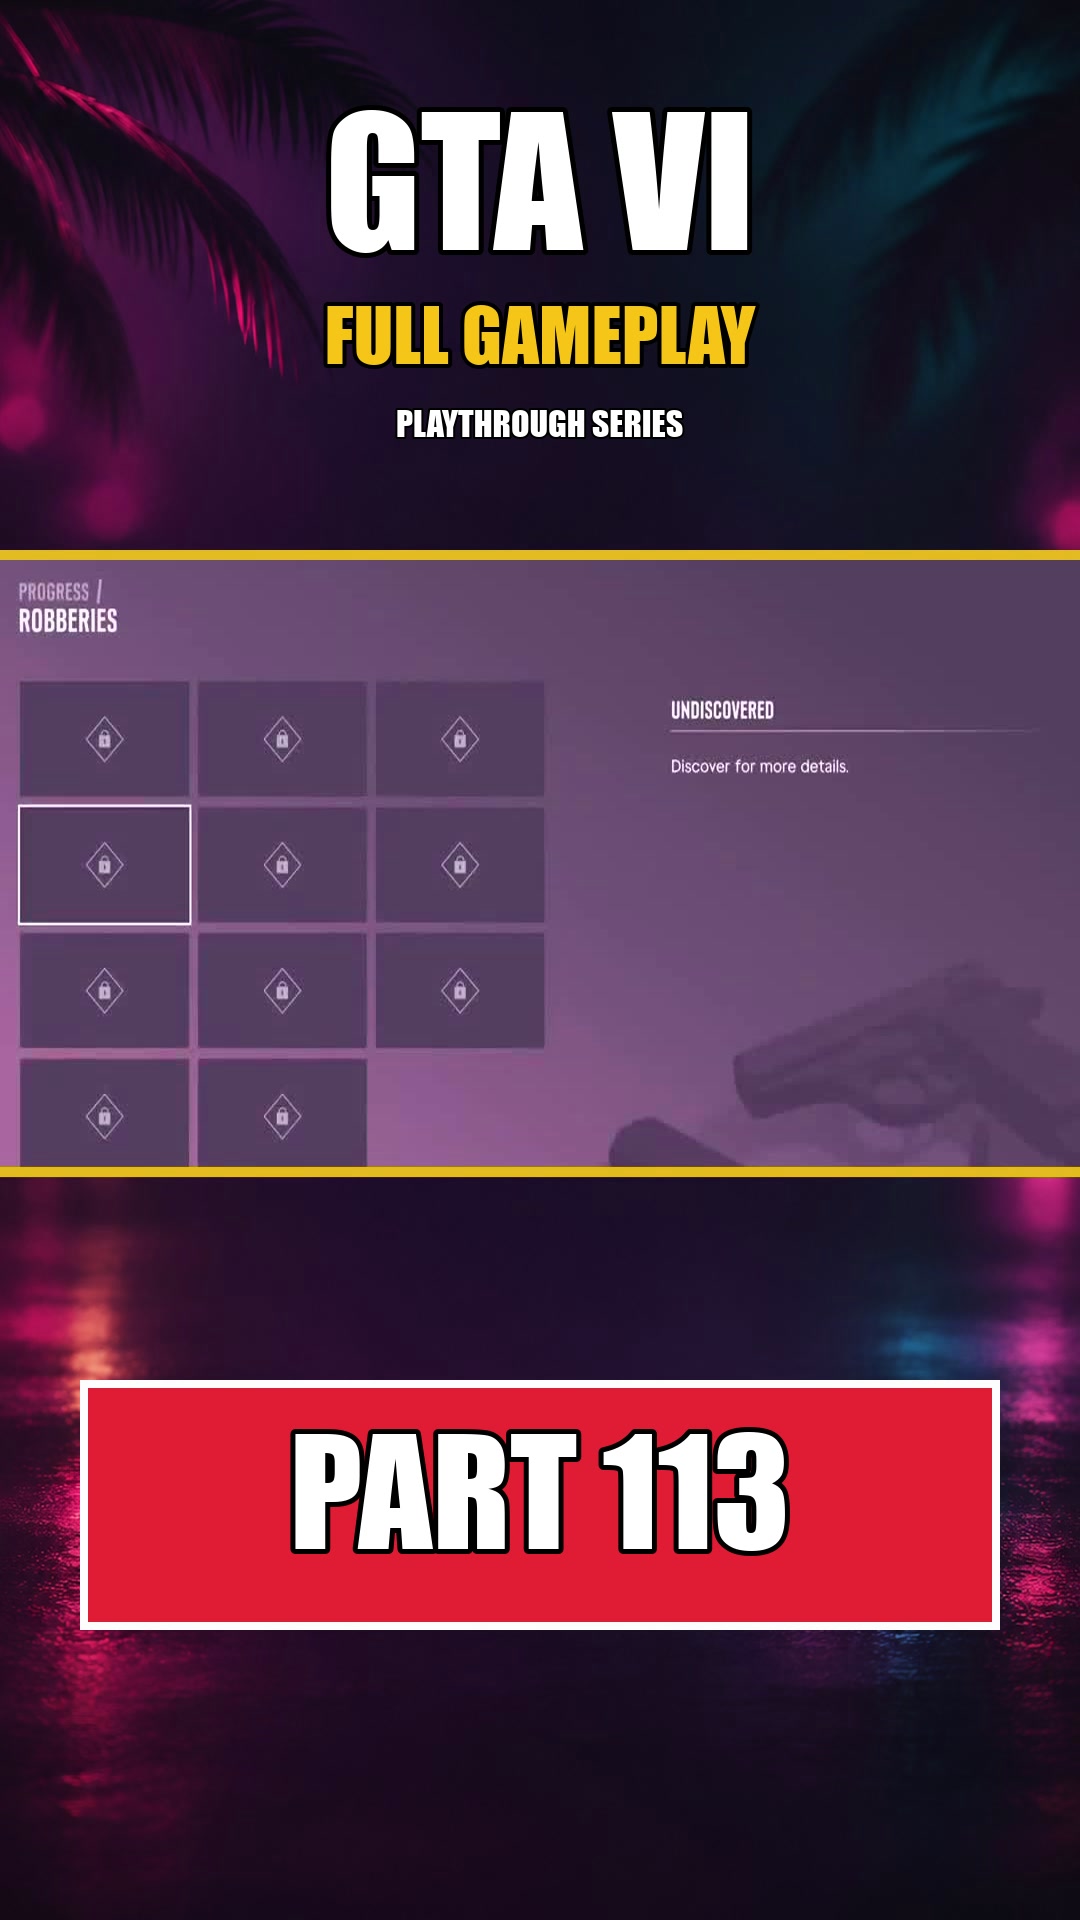 GTA VI
FULL GAMEPLAY
PLAYTHROUGH SERIES
PROGRESS /
ROBBERIES
UNDISCOVERED
Discover for more details.
PART 113